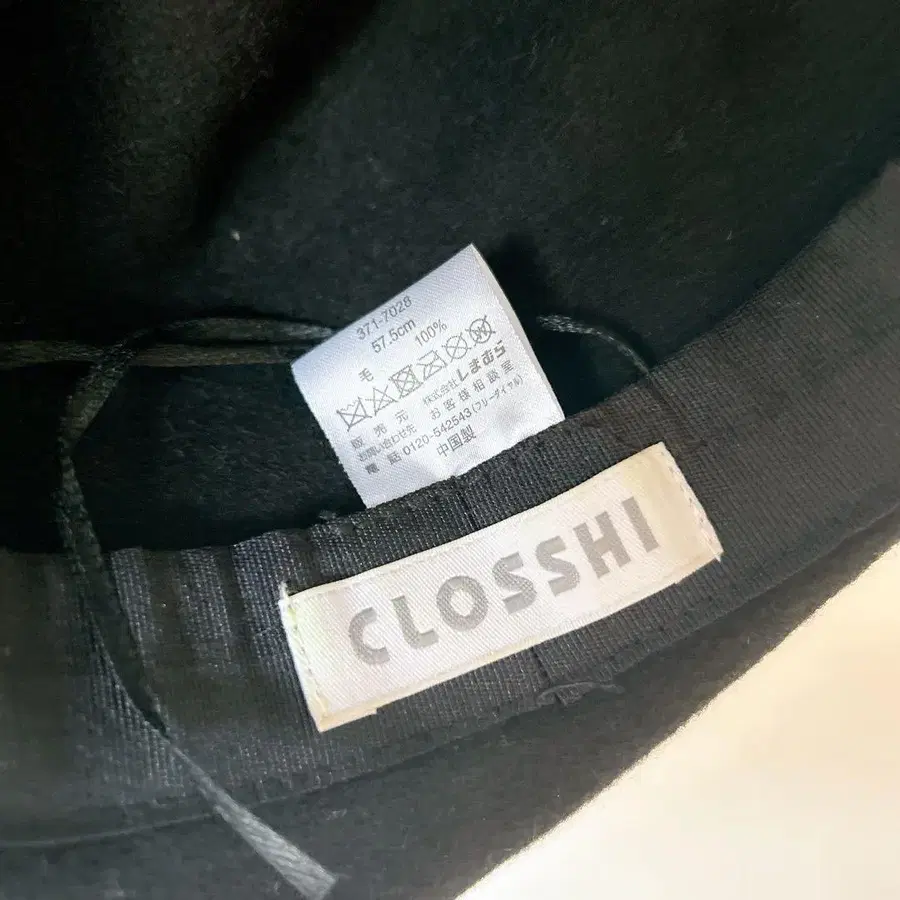 371-7028
57.5cm
毛 100%
販売元 株式会社しまむら
お問い合わせ先 お客様相談室
電話 0120-542543(フリーダイヤル)
中国製
CLOSSHI